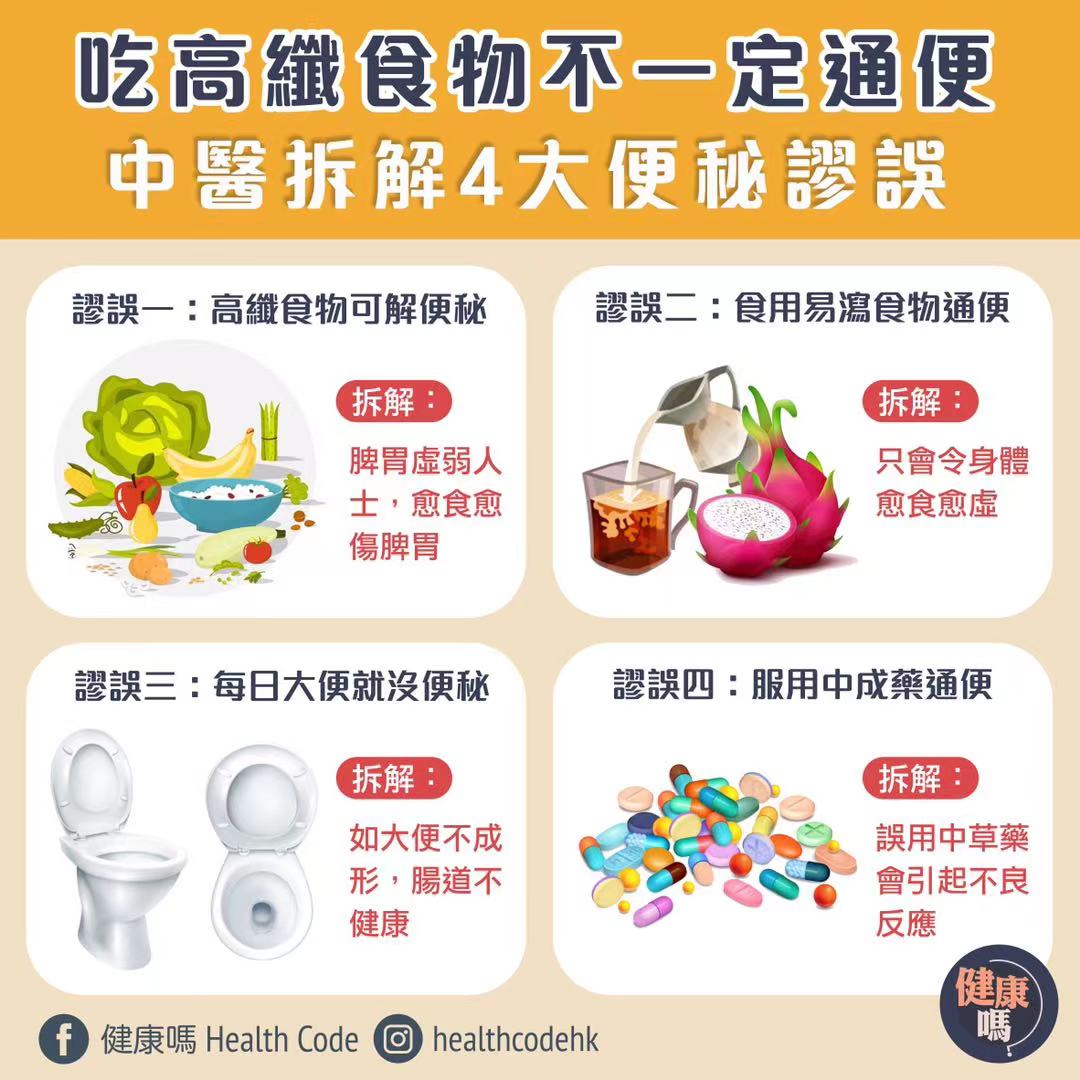 吃高纖食物不一定通便
中醫拆解4大便秘謬誤
謬誤一：高纖食物可解便秘
拆解：
脾胃虛弱人
士，愈食愈
傷脾胃
謬誤二：食用易瀉食物通便
拆解：
只會令身體
愈食愈虛
謬誤三：每日大便就沒便秘
拆解：
如大便不成
形，腸道不
健康
謬誤四：服用中成藥通便
拆解：
誤用中草藥
會引起不良
反應
健康嗎 Health Code
healthcodehk
健康
嗎